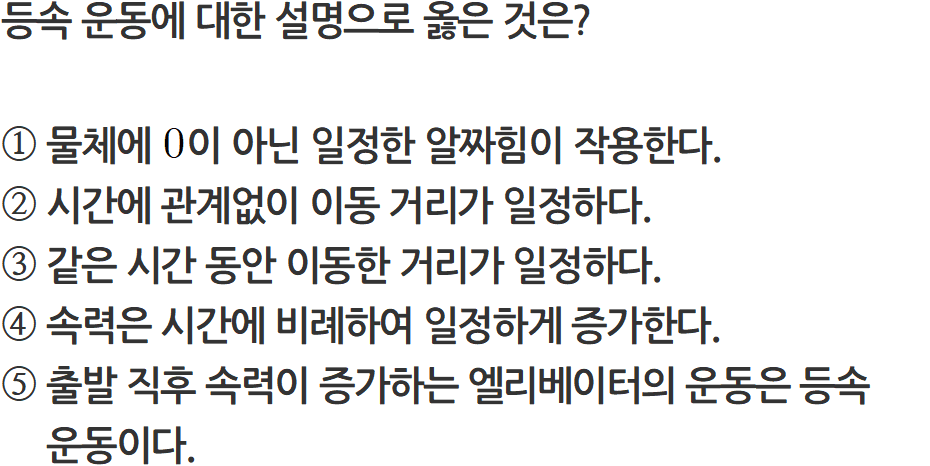 등속 운동에 대한 설명으로 옳은 것은?
① 물체에 0이 아닌 일정한 알짜힘이 작용한다.
② 시간에 관계없이 이동 거리가 일정하다.
③ 같은 시간 동안 이동한 거리가 일정하다.
④ 속력은 시간에 비례하여 일정하게 증가한다.
⑤ 출발 직후 속력이 증가하는 엘리베이터의 운동은 등속
운동이다.